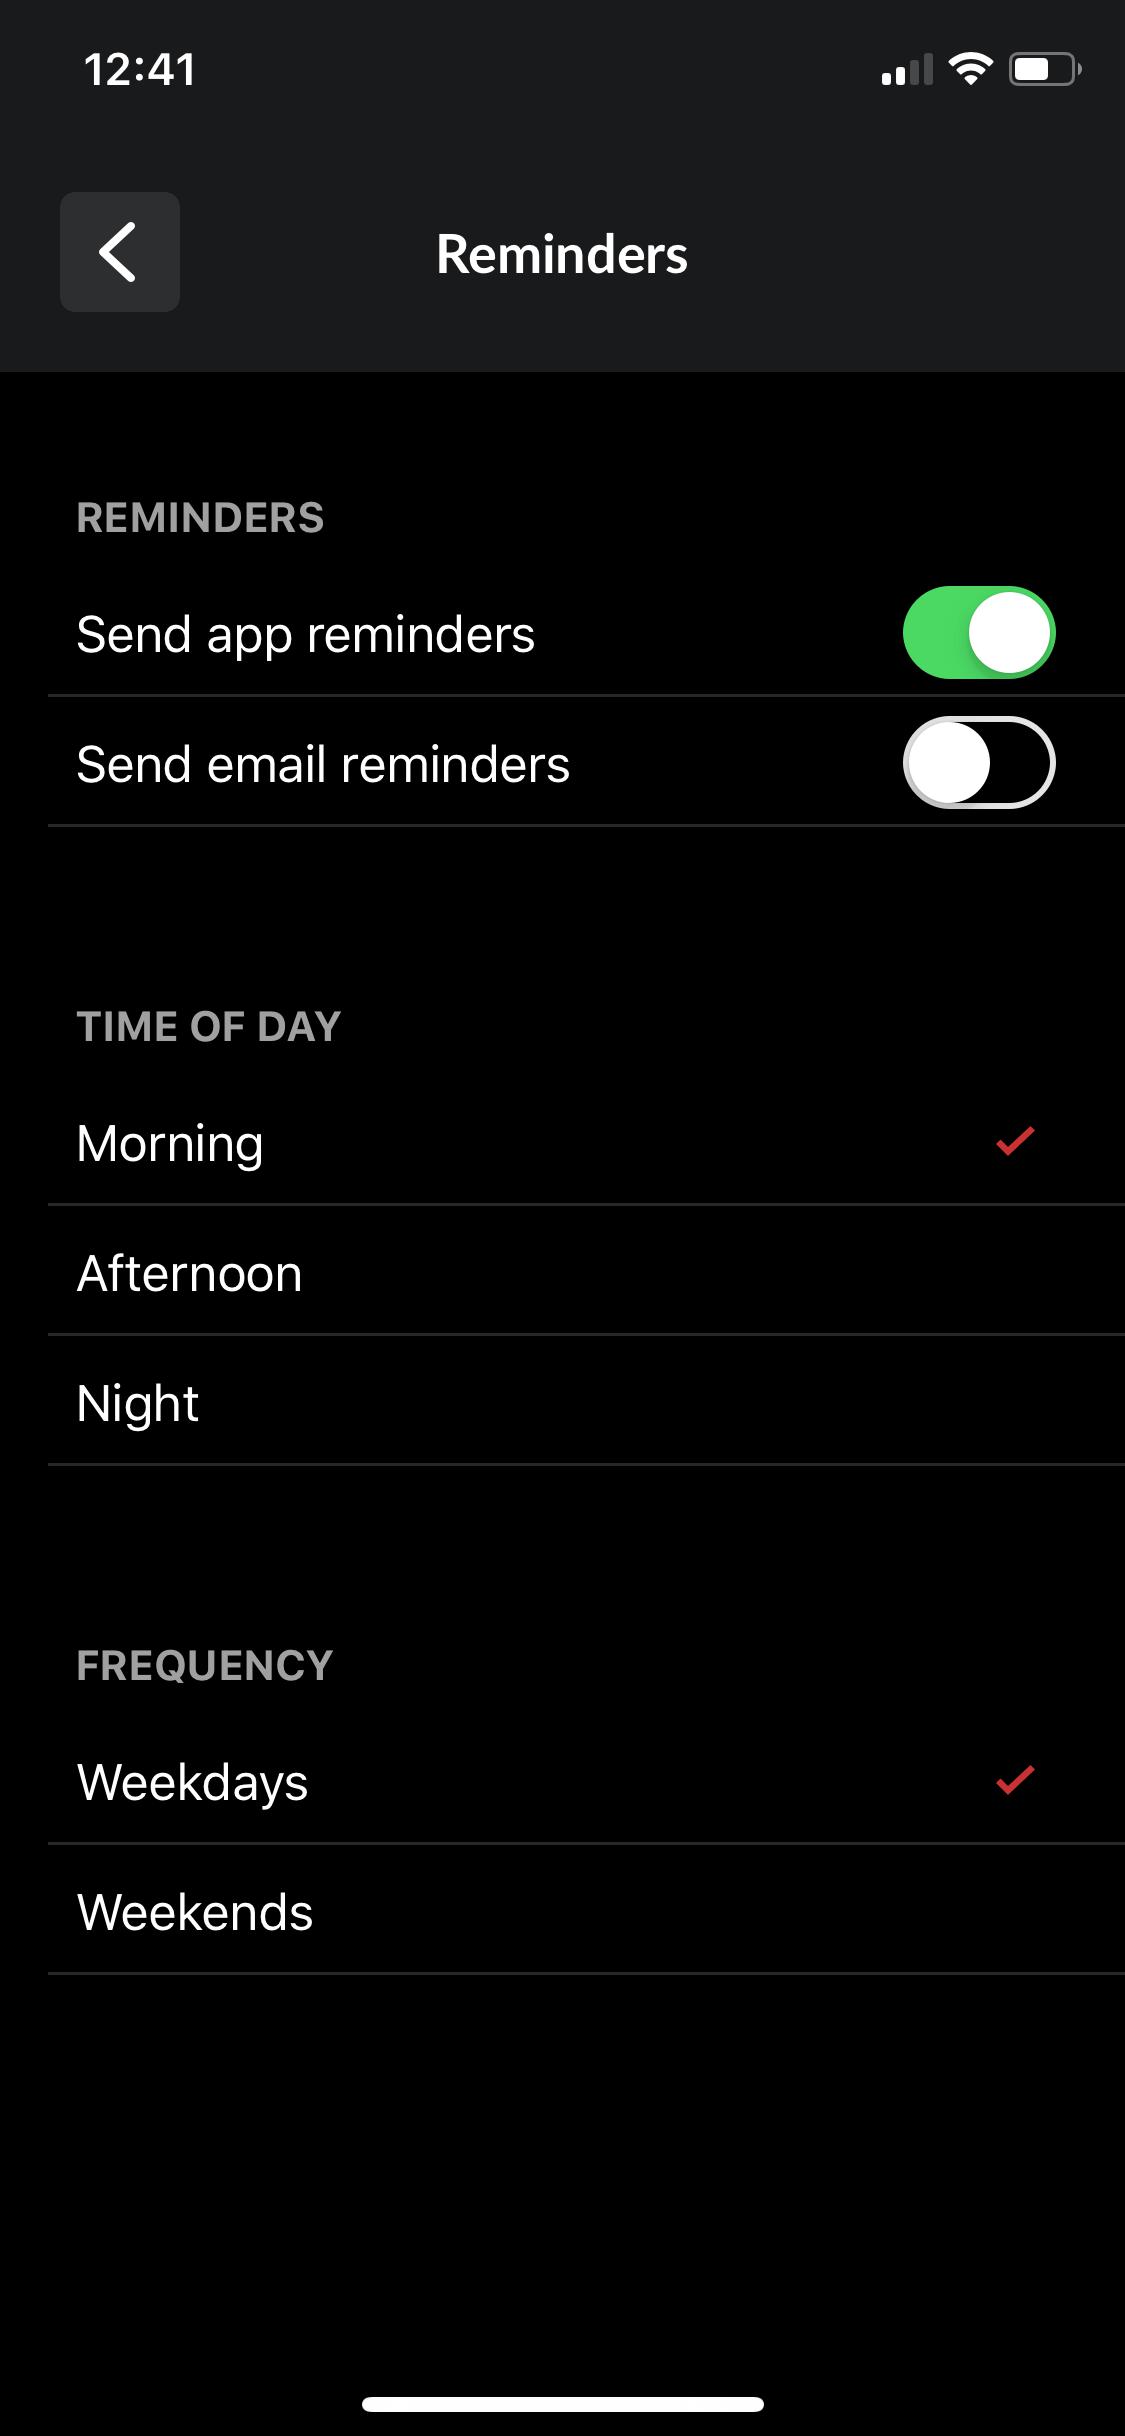 12:41
Reminders
REMINDERS
Send app reminders
Send email reminders
TIME OF DAY
Morning
Afternoon
Night
FREQUENCY
Weekdays
Weekends